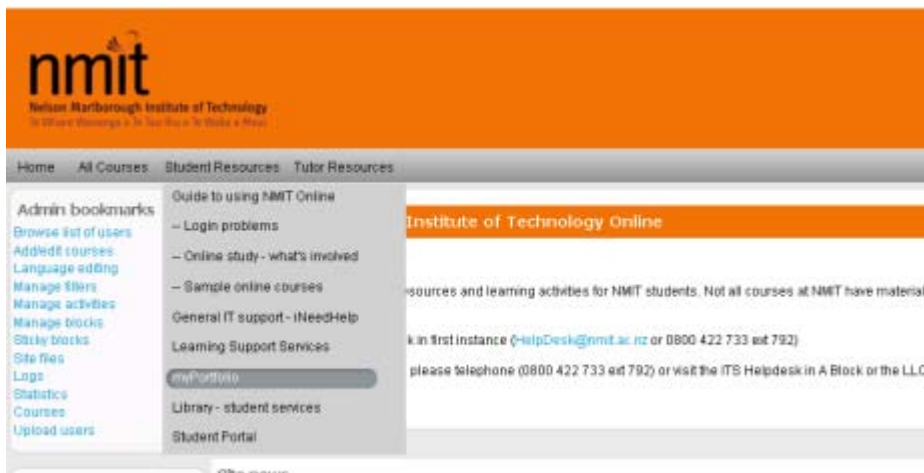 nmit
Nelson Marlborough Institute of Technology
Home All Courses Student Resources Tutor Resources
Admin bookmarks
Browse list of users
Add/edit courses
Language editing
Manage filters
Manage activities
Manage blocks
Sticky blocks
Site files
Logs
Statistics
Courses
Upload users
Guide to using NMIT Online
-- Login problems
-- Online study - what's involved
-- Sample online courses
General IT support - iNeedHelp
Learning Support Services
myPortfolio
Library - student services
Student Portal
Institute of Technology Online
sources and learning activities for NMIT students. Not all courses at NMIT have material
k in first instance (HelpDesk@nmit.ac.nz or 0800 422 733 ext 792)
please telephone (0800 422 733 ext 792) or visit the ITS Helpdesk in A Block or the LLC